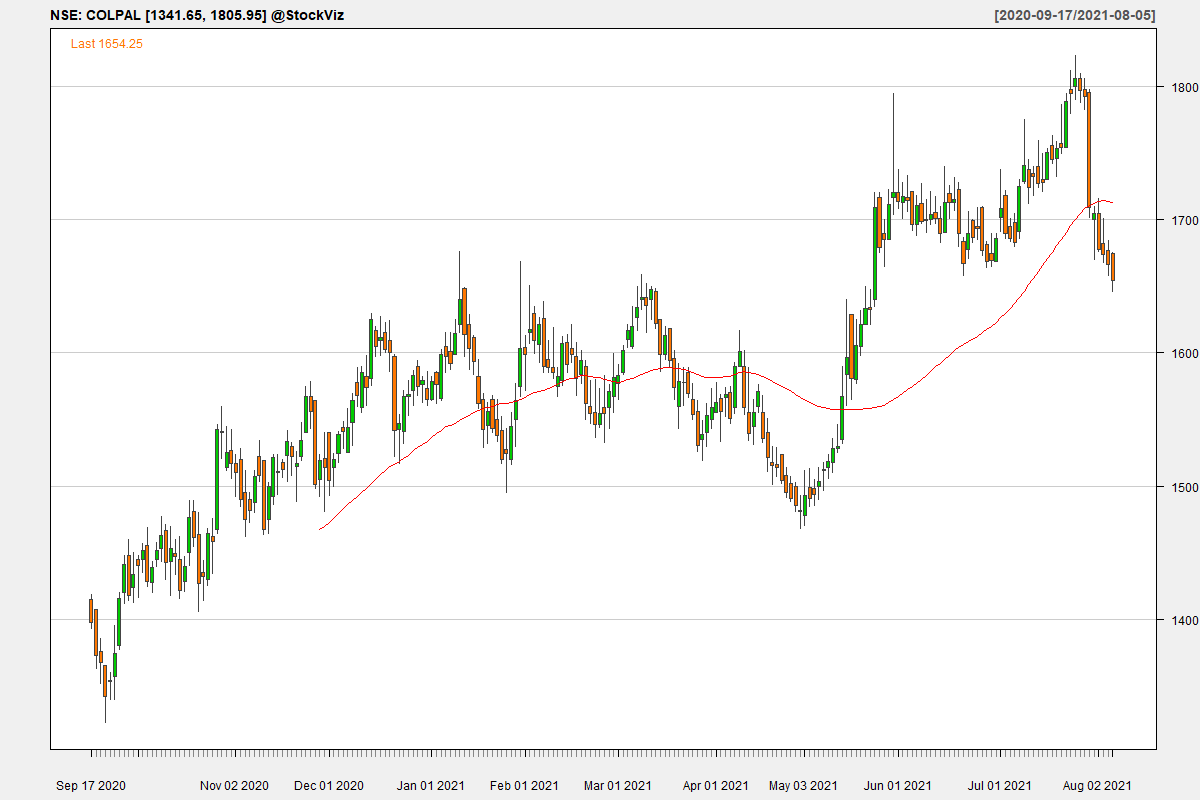 NSE: COLPAL [1341.65, 1805.95] @StockViz
[2020-09-17/2021-08-05]
Last 1654.25
1800
1700
1600
1500
1400
Sep 17 2020 Nov 02 2020 Dec 01 2020 Jan 01 2021 Feb 01 2021 Mar 01 2021 Apr 01 2021 May 03 2021 Jun 01 2021 Jul 01 2021 Aug 02 2021